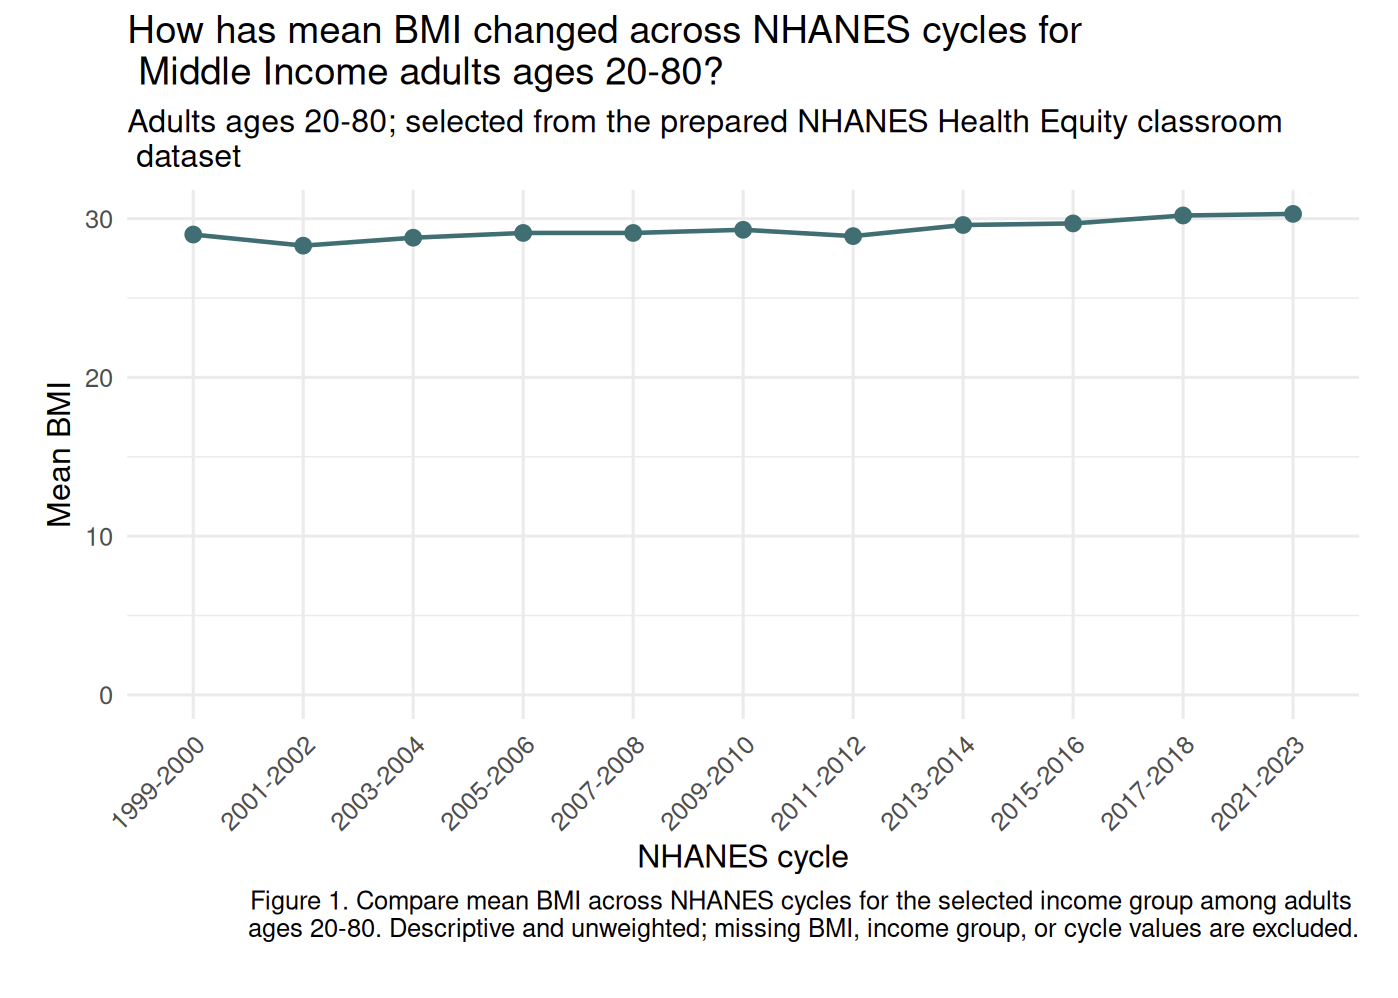 How has mean BMI changed across NHANES cycles for
Middle Income adults ages 20-80?
Adults ages 20-80; selected from the prepared NHANES Health Equity classroom
dataset
30
20
10
0
Mean BMI
1999-2000
2001-2002
2003-2004
2005-2006
2007-2008
2009-2010
2011-2012
2013-2014
2015-2016
2017-2018
2021-2023
NHANES cycle
Figure 1. Compare mean BMI across NHANES cycles for the selected income group among adults
ages 20-80. Descriptive and unweighted; missing BMI, income group, or cycle values are excluded.